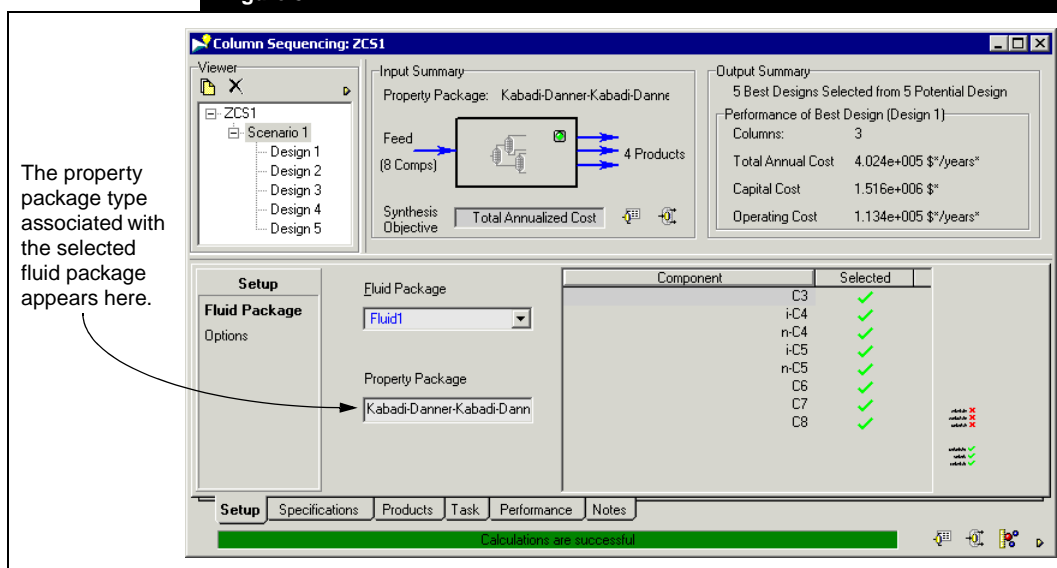 Column Sequencing: ZCS1
Viewer
ZCS1
Scenario 1
Design 1
Design 2
Design 3
Design 4
Design 5
Input Summary
Property Package: Kabadi-Danner-Kabadi-Danne
Feed
(8 Comps)
4 Products
Synthesis
Objective
Total Annualized Cost
Output Summary
5 Best Designs Selected from 5 Potential Design
Performance of Best Design (Design 1)
Columns: 3
Total Annual Cost 4.024e+005 $*/years*
Capital Cost 1.516e+006 $*
Operating Cost 1.134e+005 $*/years*
The property
package type
associated with
the selected
fluid package
appears here.
Setup
Fluid Package
Options
Fluid Package
Fluid1
Property Package
Kabadi-Danner-Kabadi-Dann
Component Selected
C3
i-C4
n-C4
i-C5
n-C5
C6
C7
C8
Setup Specifications Products Task Performance Notes
Calculations are successful